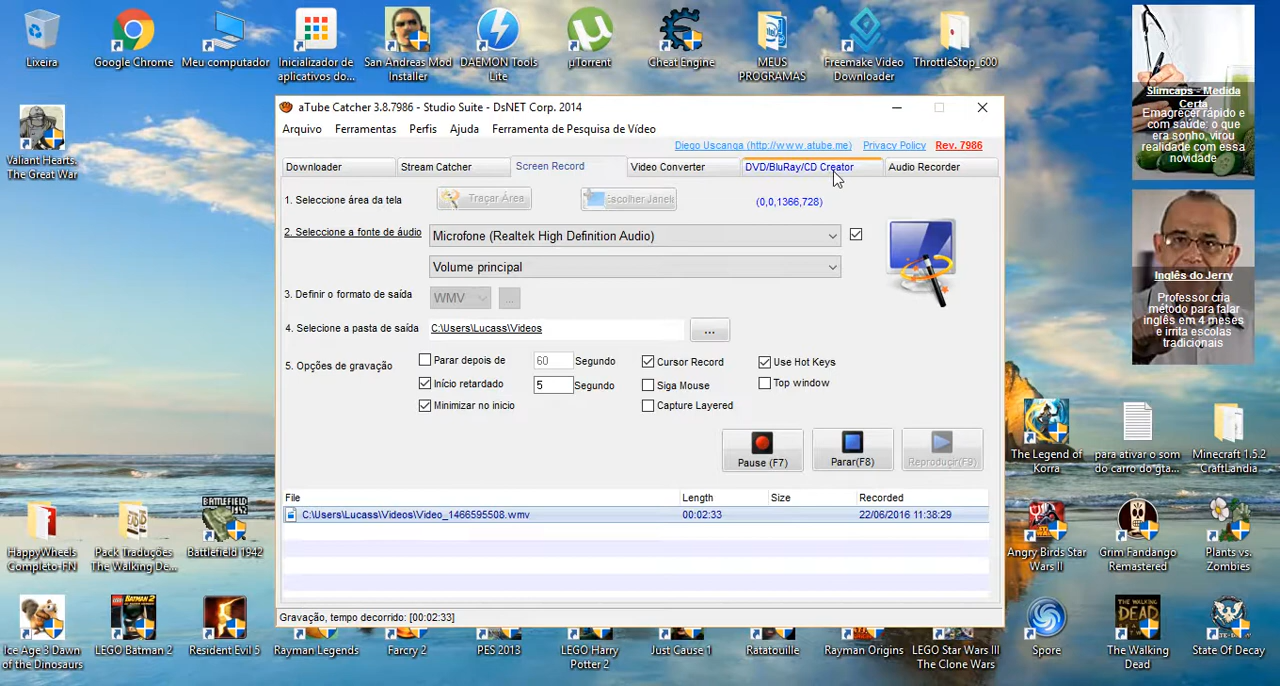 Lixeira
Google Chrome
Meu computador
Inicializador de
aplicativos do...
San Andreas Mod
Installer
DAEMON Tools
Lite
µTorrent
Cheat Engine
MEUS
PROGRAMAS
Freemake Video
Downloader
ThrottleStop_600
Valiant Hearts.
The Great War
Slimcaps - Medida
Certa
Emagrecer rápido e
com saúde: o que
era sonho, virou
realidade com essa
novidade
Inglês do Jerry
Professor cria
método para falar
inglês em 4 meses
e irrita escolas
tradicionais
aTube Catcher 3.8.7986 - Studio Suite - DsNET Corp. 2014
Arquivo Ferramentas Perfis Ajuda Ferramenta de Pesquisa de Vídeo
Diego Uscanga (http://www.atube.me) Privacy Policy Rev. 7986
Downloader Stream Catcher Screen Record Video Converter DVD/BluRay/CD Creator Audio Recorder
1. Seleccione área da tela Traçar Área Escolher Janela (0,0,1366,728)
2. Seleccione a fonte de áudio Microfone (Realtek High Definition Audio)
Volume principal
3. Definir o formato de saída WMV ...
4. Selecione a pasta de saída C:\Users\Lucass\Videos ...
5. Opções de gravação
Parar depois de 60 Segundo Cursor Record Use Hot Keys
Início retardado 5 Segundo Siga Mouse Top window
Minimizar no inicio Capture Layered
Pause (F7) Parar(F8) Reproducir(F9)
File Length Size Recorded
C:\Users\Lucass\Videos\Video_1466595508.wmv 00:02:33 22/06/2016 11:38:29
Gravação, tempo decorrido: [00:02:33]
The Legend of
Korra
para ativar o som
do carro do gta...
Minecraft 1.5.2
CraftLandia
HappyWheels
Completo-FN
Pack Traduções
The Walking De...
BATTLEFIELD
1942
Battlefield 1942
Angry Birds Star
Wars II
Grim Fandango
Remastered
Plants vs.
Zombies
Ice Age 3 Dawn
of the Dinosaurs
LEGO Batman 2
Resident Evil 5
Rayman Legends
Farcry 2
PES 2013
LEGO Harry
Potter 2
Just Cause 1
Ratatouille
Rayman Origins
LEGO Star Wars III
The Clone Wars
Spore
THE WALKING
DEAD
The Walking
Dead
State Of Decay